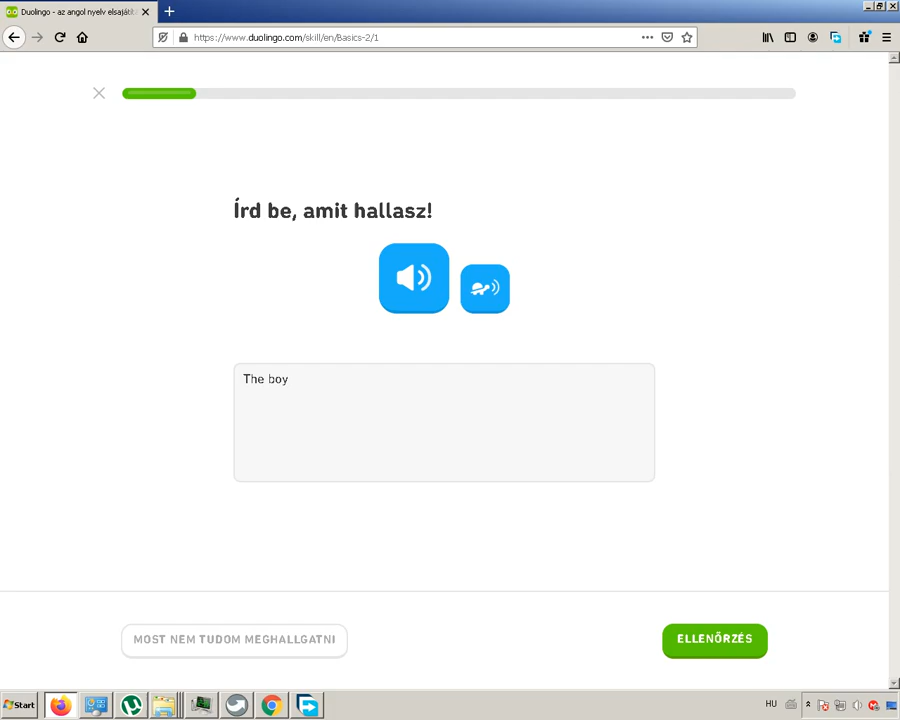 Duolingo - az angol nyelv elsajátítá
https://www.duolingo.com/skill/en/Basics-2/1
Írd be, amit hallasz!
The boy
MOST NEM TUDOM MEGHALLGATNI
ELLENŐRZÉS
Start
HU